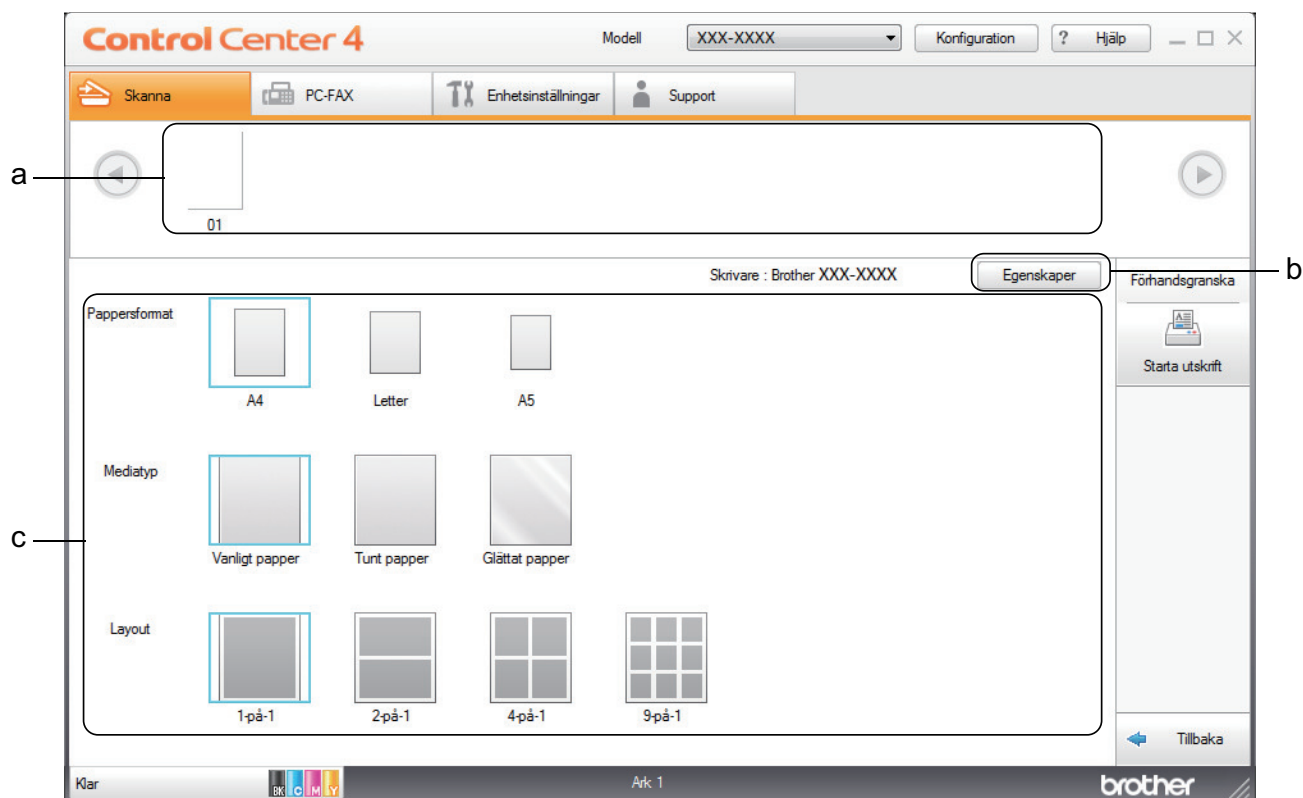 Control Center 4 Modell XXX-XXXX Konfiguration ? Hjälp
Skanna PC-FAX Enhetsinställningar Support
a
01
Skrivare : Brother XXX-XXXX Egenskaper b
Förhandsgranska
Starta utskrift
Pappersformat
A4 Letter A5
Mediatyp
c
Vanligt papper Tunt papper Glättat papper
Layout
1-på-1 2-på-1 4-på-1 9-på-1
Tillbaka
Klar BK C M Y Ark 1 brother